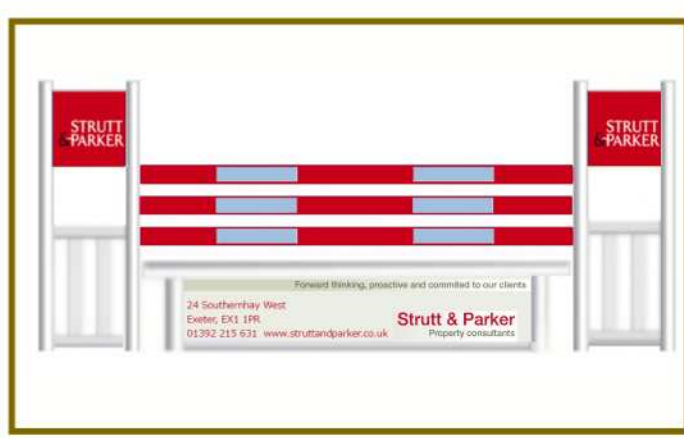 STRUTT
&PARKER
STRUTT
&PARKER
Forward thinking, proactive and commited to our clients
24 Southernhay West
Exeter, EX1 1PR
01392 215 631 www.struttandparker.co.uk
Strutt & Parker
Property consultants